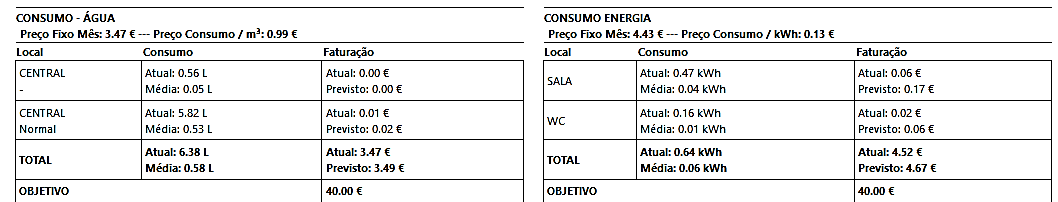 CONSUMO - ÁGUA
Preço Fixo Mês: 3.47 € --- Preço Consumo / m³: 0.99 €
Local Consumo Faturação
CENTRAL Atual: 0.56 L Atual: 0.00 €
- Média: 0.05 L Previsto: 0.00 €
CENTRAL Atual: 5.82 L Atual: 0.01 €
Normal Média: 0.53 L Previsto: 0.02 €
TOTAL Atual: 6.38 L Atual: 3.47 €
Média: 0.58 L Previsto: 3.49 €
OBJETIVO 40.00 €
CONSUMO ENERGIA
Preço Fixo Mês: 4.43 € --- Preço Consumo / kWh: 0.13 €
Local Consumo Faturação
SALA Atual: 0.47 kWh Atual: 0.06 €
Média: 0.04 kWh Previsto: 0.17 €
WC Atual: 0.16 kWh Atual: 0.02 €
Média: 0.01 kWh Previsto: 0.06 €
TOTAL Atual: 0.64 kWh Atual: 4.52 €
Média: 0.06 kWh Previsto: 4.67 €
OBJETIVO 40.00 €